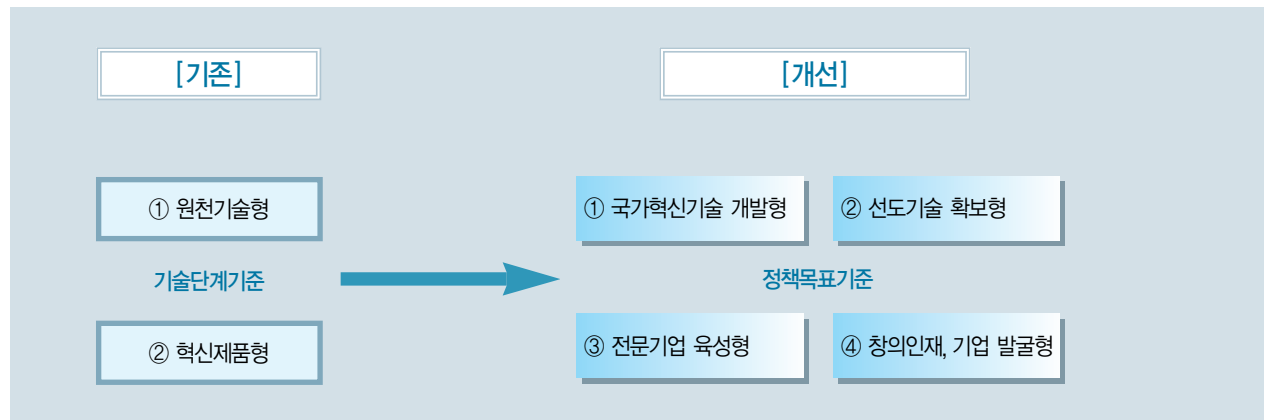 [기존]
[개선]
① 원천기술형
① 국가혁신기술 개발형
② 선도기술 확보형
기술단계기준
정책목표기준
② 혁신제품형
③ 전문기업 육성형
④ 창의인재, 기업 발굴형